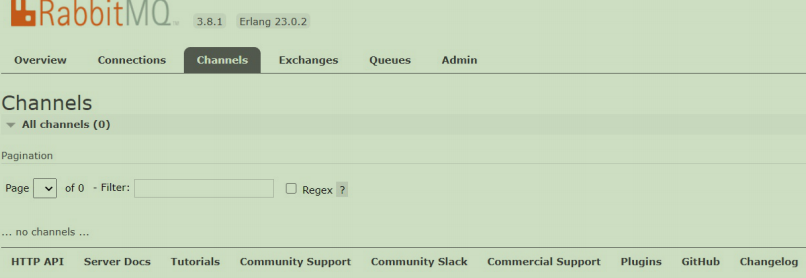 RabbitMQ 3.8.1 Erlang 23.0.2
Overview Connections Channels Exchanges Queues Admin
Channels
All channels (0)
Pagination
Page of 0 - Filter: Regex ?
... no channels ...
HTTP API Server Docs Tutorials Community Support Community Slack Commercial Support Plugins GitHub Changelog